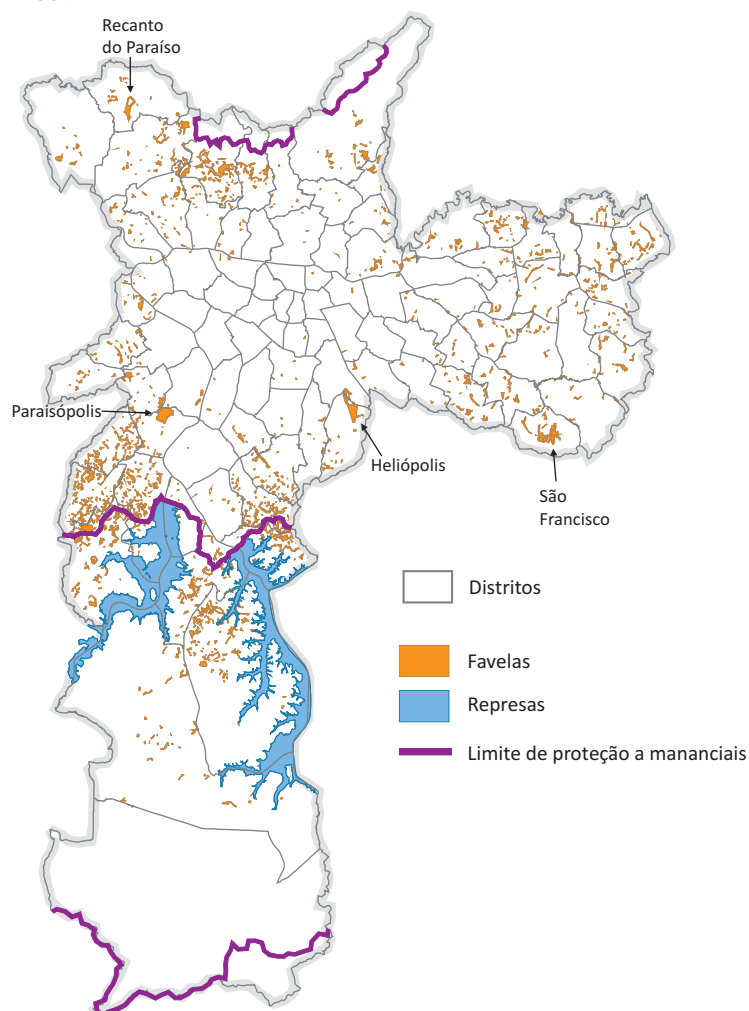 Recanto
do Paraíso
Paraisópolis
Heliópolis
São
Francisco
Distritos
Favelas
Represas
Limite de proteção a mananciais